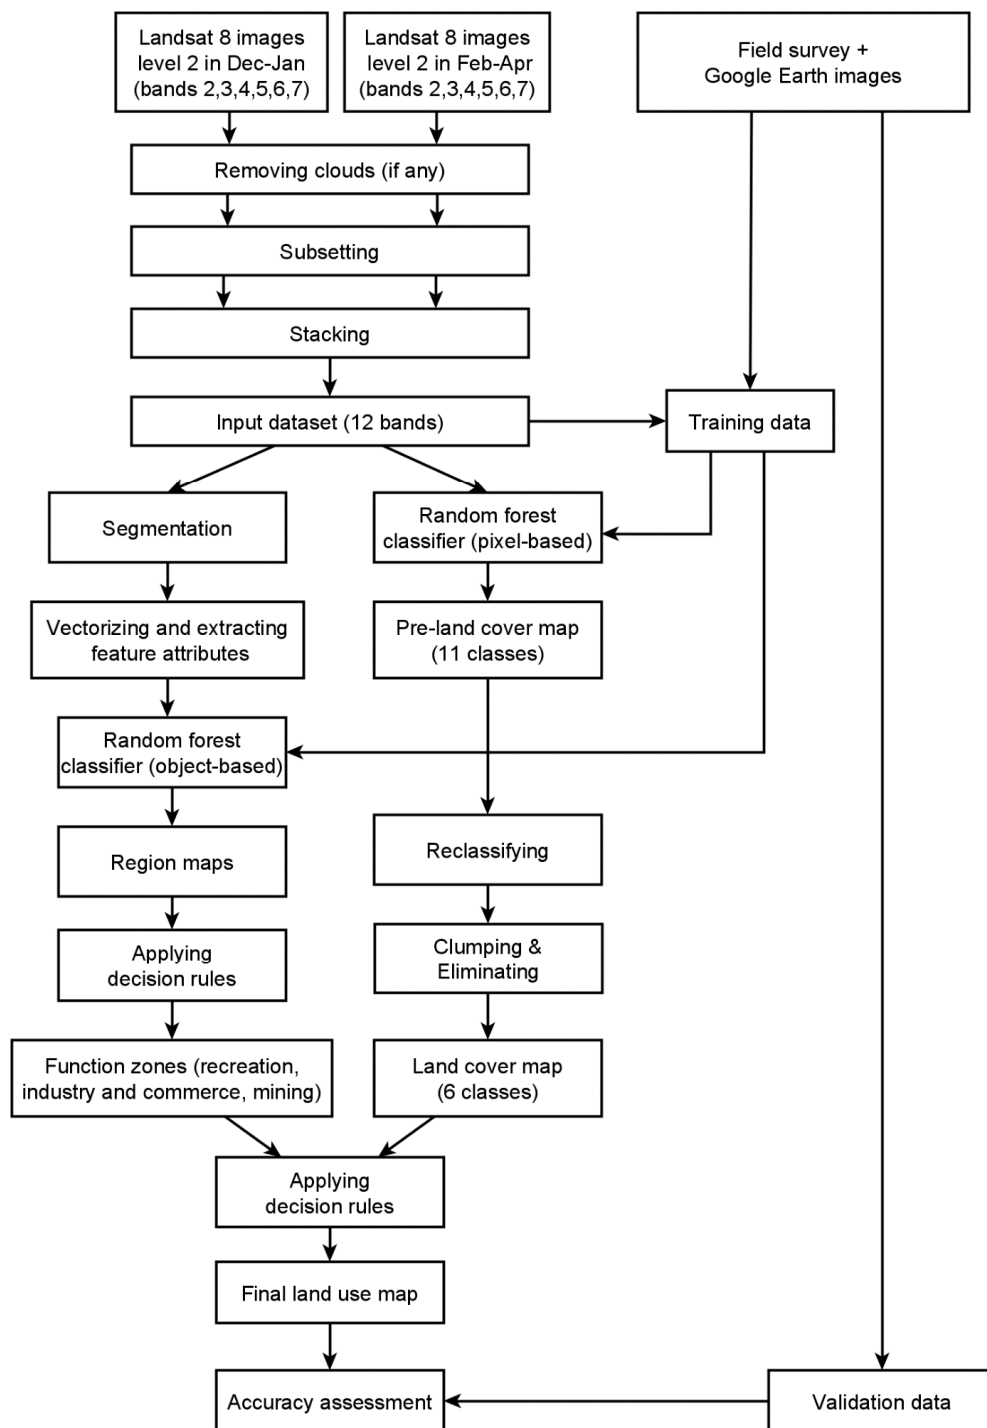 Landsat 8 images
level 2 in Dec-Jan
(bands 2,3,4,5,6,7)
Landsat 8 images
level 2 in Feb-Apr
(bands 2,3,4,5,6,7)
Field survey +
Google Earth images
Removing clouds (if any)
Subsetting
Stacking
Input dataset (12 bands)
Training data
Segmentation
Random forest
classifier (pixel-based)
Vectorizing and extracting
feature attributes
Pre-land cover map
(11 classes)
Random forest
classifier (object-based)
Region maps
Reclassifying
Applying
decision rules
Clumping &
Eliminating
Function zones (recreation,
industry and commerce, mining)
Land cover map
(6 classes)
Applying
decision rules
Final land use map
Accuracy assessment
Validation data